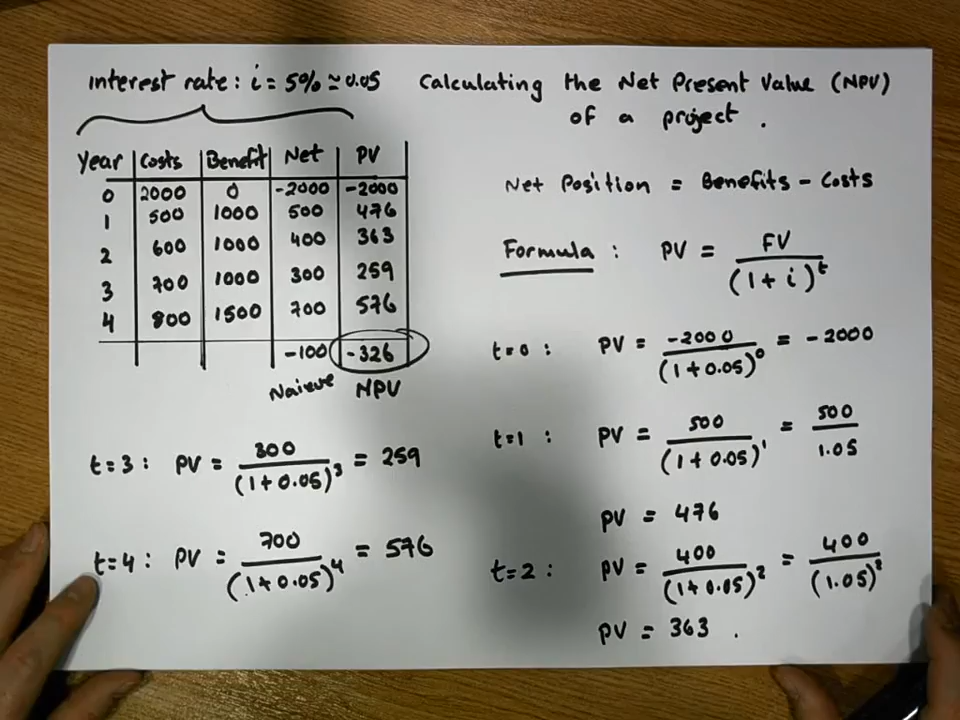 interest rate: i = 5% = 0.05
Calculating the Net Present Value (NPV)
of a project.
Year | Costs | Benefit | Net | PV
0 | 2000 | 0 | -2000 | -2000
1 | 500 | 1000 | 500 | 476
2 | 600 | 1000 | 400 | 363
3 | 700 | 1000 | 300 | 259
4 | 800 | 1500 | 700 | 576
-100 | -326
Naieve NPV
t=3: PV = 300/(1+0.05)^3 = 259
t=4: PV = 700/(1+0.05)^4 = 576
Net Position = Benefits - Costs
Formula: PV = FV/(1+i)^t
t=0: PV = -2000/(1+0.05)^0 = -2000
t=1: PV = 500/(1+0.05)^1 = 500/1.05
PV = 476
t=2: PV = 400/(1+0.05)^2 = 400/(1.05)^2
PV = 363.